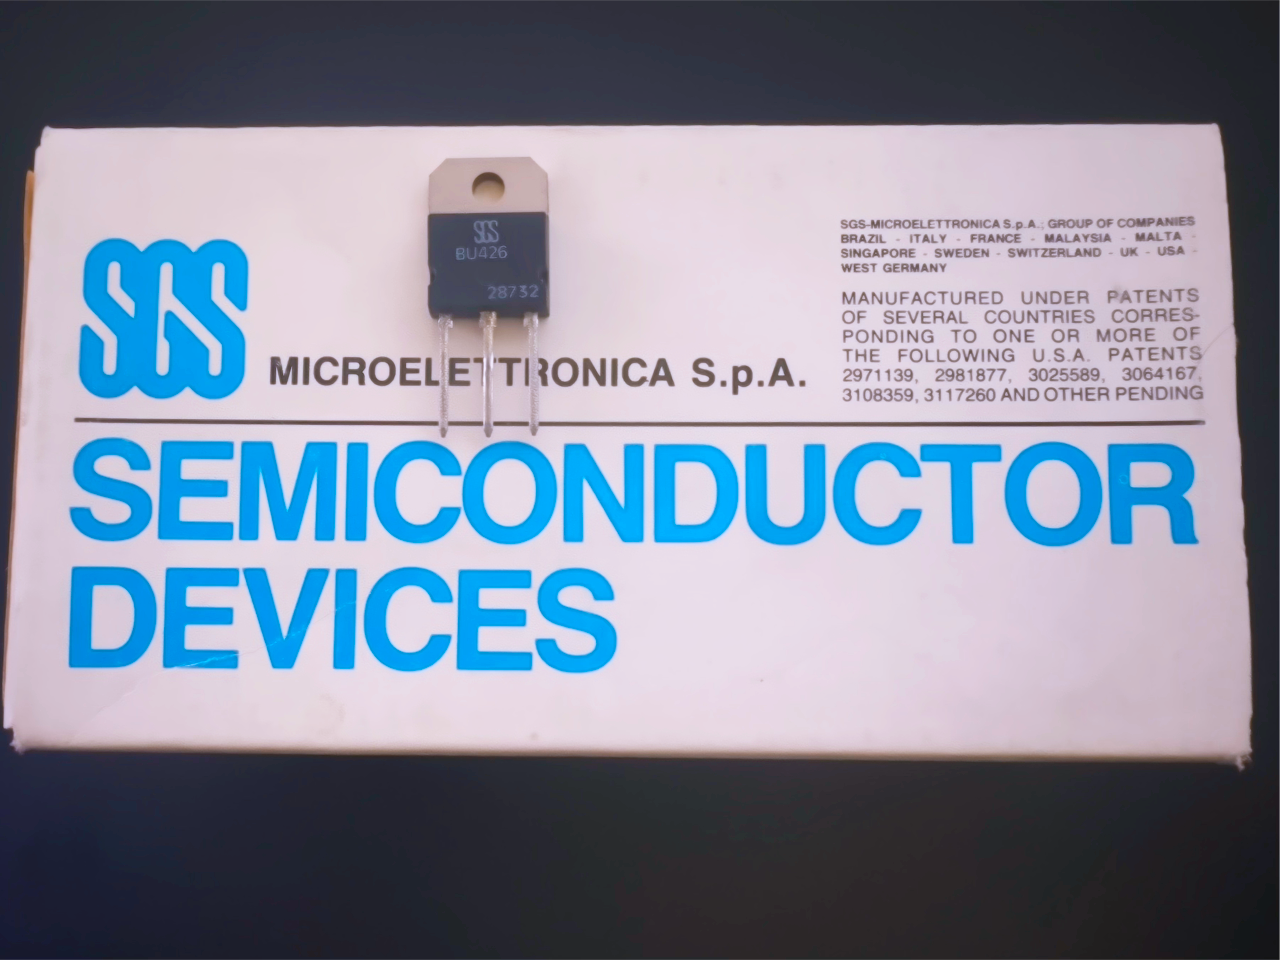 SGS
BU426
28732
SGS
MICROELETTRONICA S.p.A.
SGS-MICROELETTRONICA S.p.A.: GROUP OF COMPANIES
BRAZIL - ITALY - FRANCE - MALAYSIA - MALTA -
SINGAPORE - SWEDEN - SWITZERLAND - UK - USA -
WEST GERMANY
MANUFACTURED UNDER PATENTS
OF SEVERAL COUNTRIES CORRES-
PONDING TO ONE OR MORE OF
THE FOLLOWING U.S.A. PATENTS
2971139, 2981877, 3025589, 3064167,
3108359, 3117260 AND OTHER PENDING
SEMICONDUCTOR
DEVICES